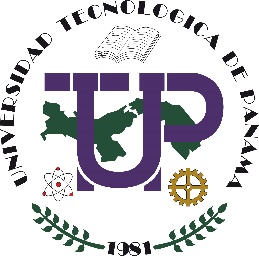 UNIVERSIDAD TECNOLOGICA DE PANAMA
UTP
1981